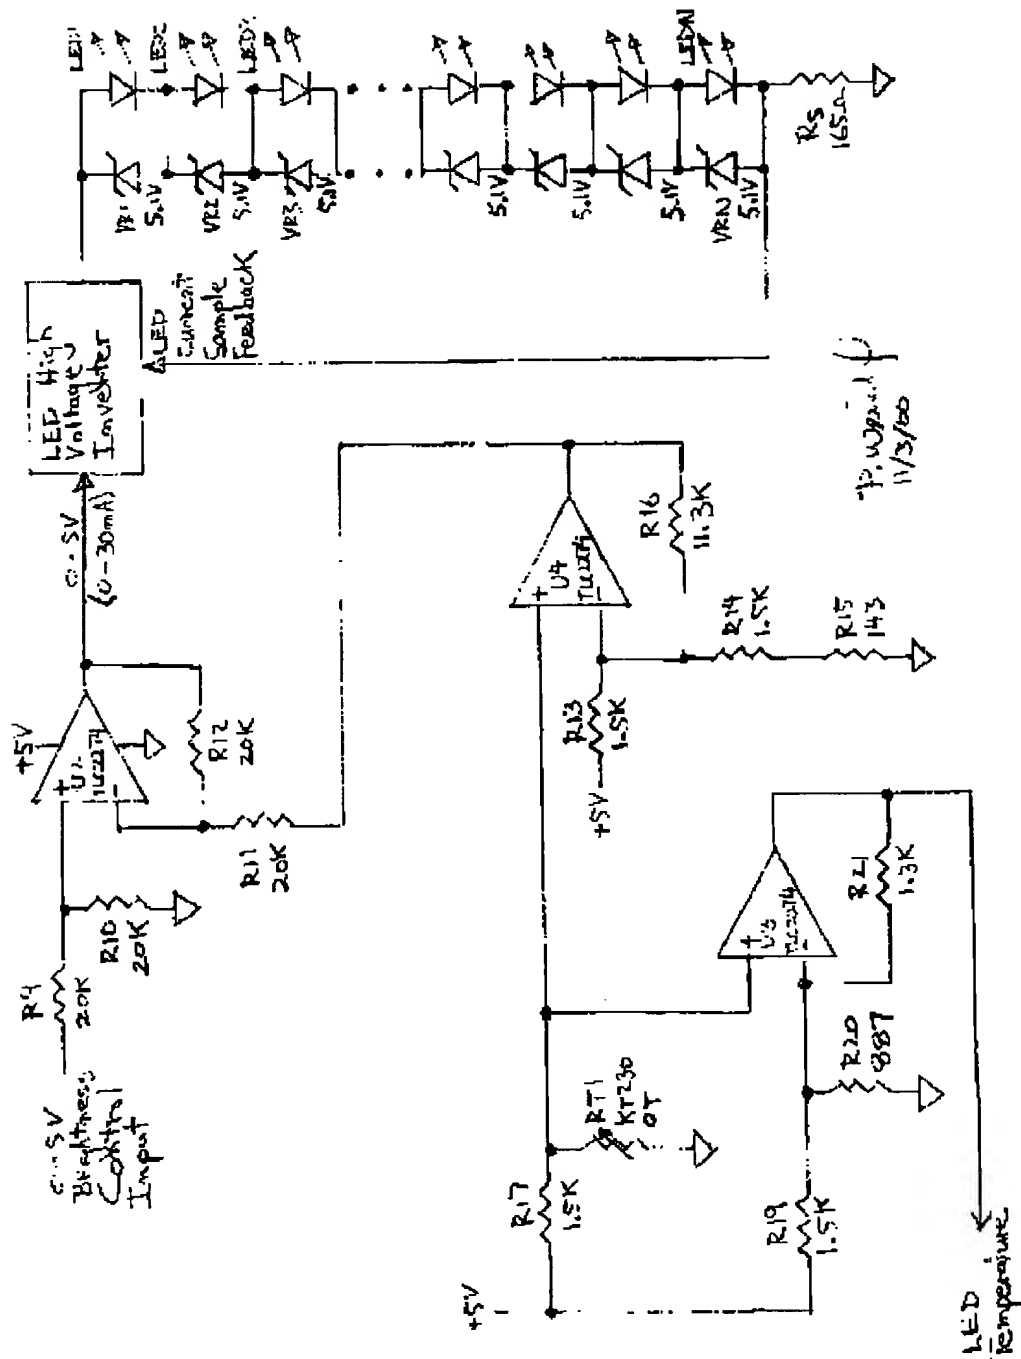 LED High
Voltage
Inverter
LED
Current
Sample
Feedback
0-5V
(0-30mA)
+5V
U2
TLC2274
R12
20K
R11
20K
R10
20K
R9
20K
0-5V
Brightness
Control
Input
LED1
LED2
LED3
LEDN
VR1
5.1V
VR2
5.1V
VR3
5.1V
5.1V
5.1V
5.1V
VRN
5.1V
RS
165Ω
11/3/00
U4
TLC2274
R16
11.3K
R14
1.5K
R15
143
R13
1.5K
+5V
U3
TLC2274
R21
1.3K
R20
887
R19
1.5K
RT1
KT230
OT
R17
1.5K
+5V
LED
Temperature